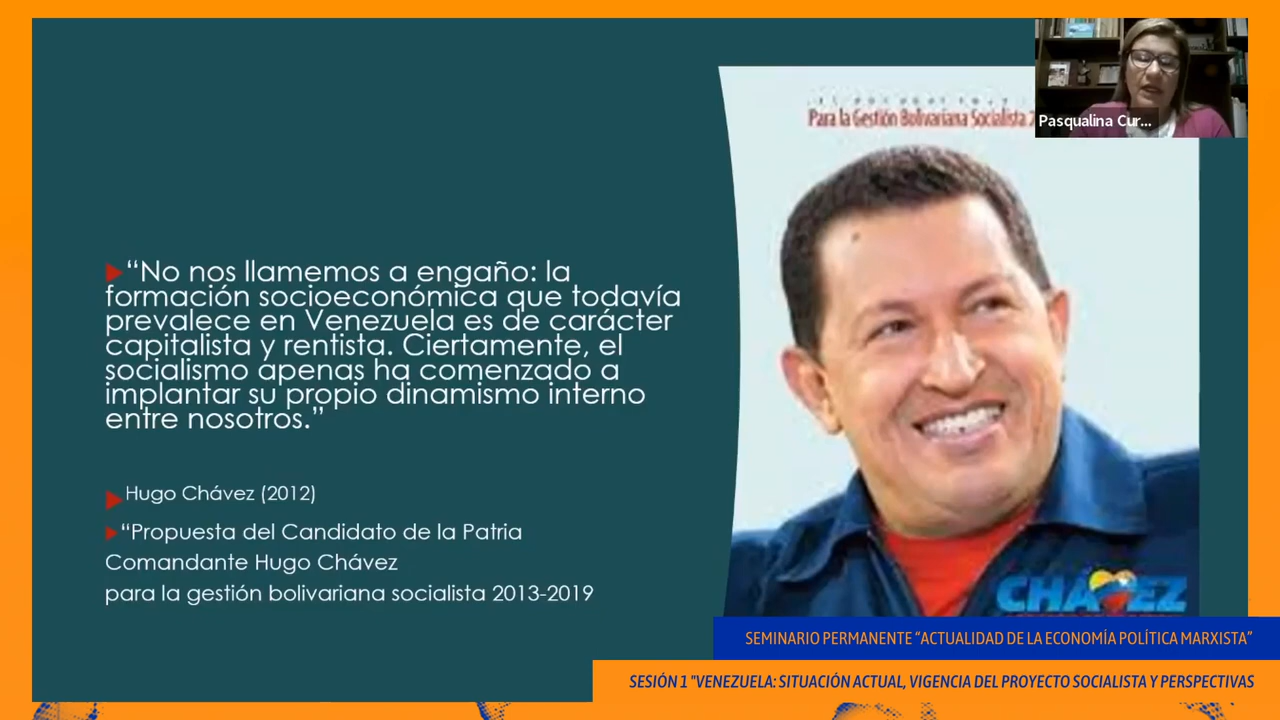 Para la Gestión Bolivariana Socialista 2
Pasqualina Cur...
“No nos llamemos a engaño: la
formación socioeconómica que todavía
prevalece en Venezuela es de carácter
capitalista y rentista. Ciertamente, el
socialismo apenas ha comenzado a
implantar su propio dinamismo interno
entre nosotros.”
Hugo Chávez (2012)
“Propuesta del Candidato de la Patria
Comandante Hugo Chávez
para la gestión bolivariana socialista 2013-2019
CHÁVEZ
SEMINARIO PERMANENTE “ACTUALIDAD DE LA ECONOMÍA POLÍTICA MARXISTA”
SESIÓN 1 "VENEZUELA: SITUACIÓN ACTUAL, VIGENCIA DEL PROYECTO SOCIALISTA Y PERSPECTIVAS